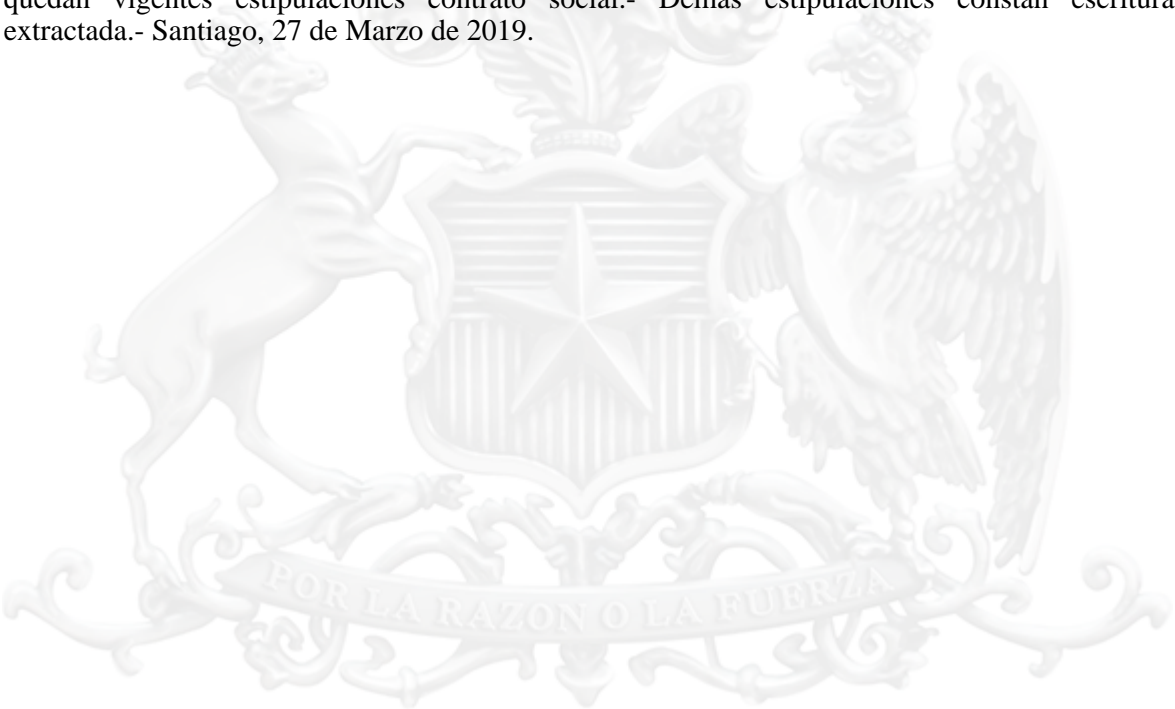 quedan vigentes estipulaciones contrato social.- Demás estipulaciones constan escritura
extractada.- Santiago, 27 de Marzo de 2019.
POR LA RAZON O LA FUERZA